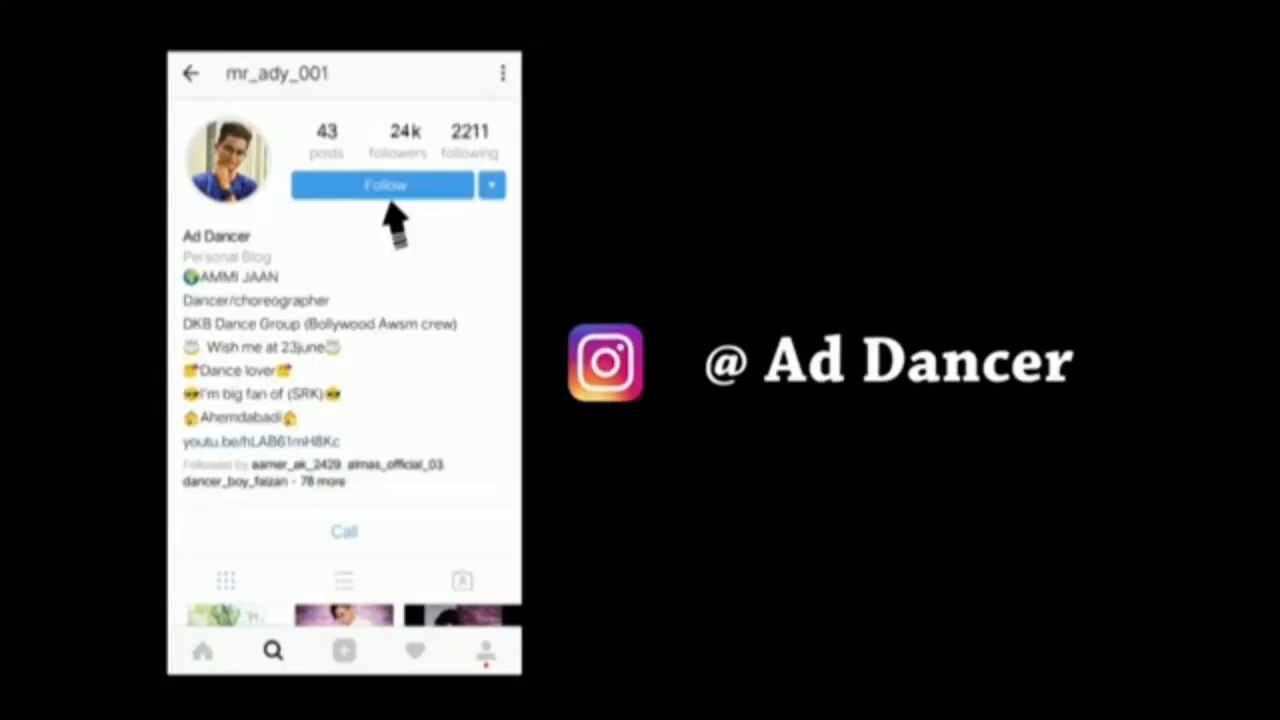 mr_ady_001
43 24k 2211
posts followers following
Follow
Ad Dancer
Personal Blog
🌍AMMI JAAN
Dancer/choreographer
DKB Dance Group (Bollywood Awsm crew)
🎂 Wish me at 23june🎂
Dance lover
😎I'm big fan of (SRK)😎
🏠Ahemdabadi🏠
youtu.be/hLAB61mH8Kc
Followed by aamer_ak_2429 almas_official_03
dancer_boy_faizan - 78 more
Call
@ Ad Dancer